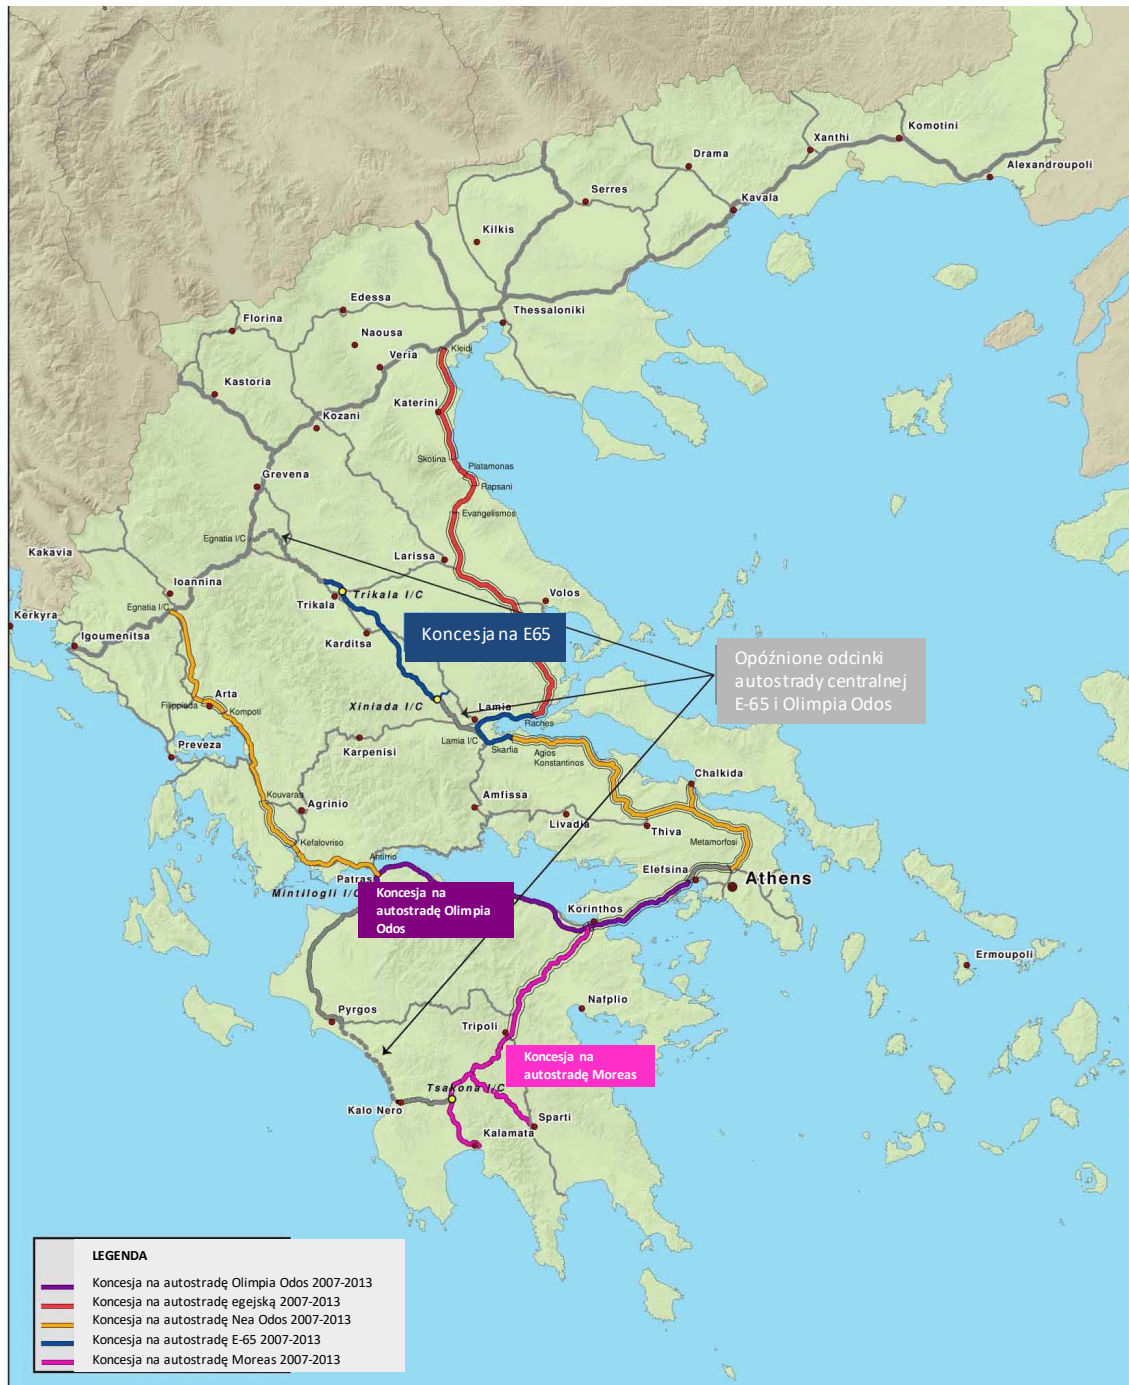 Komotini
Xanthi
Drama
Alexandroupoli
Serres
Kavala
Kilkis
Edessa
Thessaloniki
Florina
Naousa
Kleidi
Veria
Kastoria
Katerini
Kozani
Skotina
Platamonas
Grevena
Rapsani
Evangelismos
Egnatia I/C
Kakavia
Larissa
Ioannina
Trikala I/C
Volos
Trikala
Egnatia I/C
Kerkyra
Koncesja na E65
Igoumenitsa
Karditsa
Opóźnione odcinki
autostrady centralnej
E-65 i Olimpia Odos
Arta
Xiniada I/C
Lamia
Filippiada
Kompoti
Raches
Lamia I/C
Preveza
Karpenisi
Skarfia
Agios
Konstantinos
Chalkida
Kouvaras
Agrinio
Amfissa
Livadia
Thiva
Kefalovriso
Metamorfosi
Antirrio
Elefsina
Athens
Patras
Mintilogli I/C
Koncesja na
autostradę Olimpia
Odos
Korinthos
Ermoupoli
Nafplio
Pyrgos
Tripoli
Koncesja na
autostradę Moreas
Tsakona I/C
Kalo Nero
Sparti
Kalamata
LEGENDA
Koncesja na autostradę Olimpia Odos 2007-2013
Koncesja na autostradę egejską 2007-2013
Koncesja na autostradę Nea Odos 2007-2013
Koncesja na autostradę E-65 2007-2013
Koncesja na autostradę Moreas 2007-2013